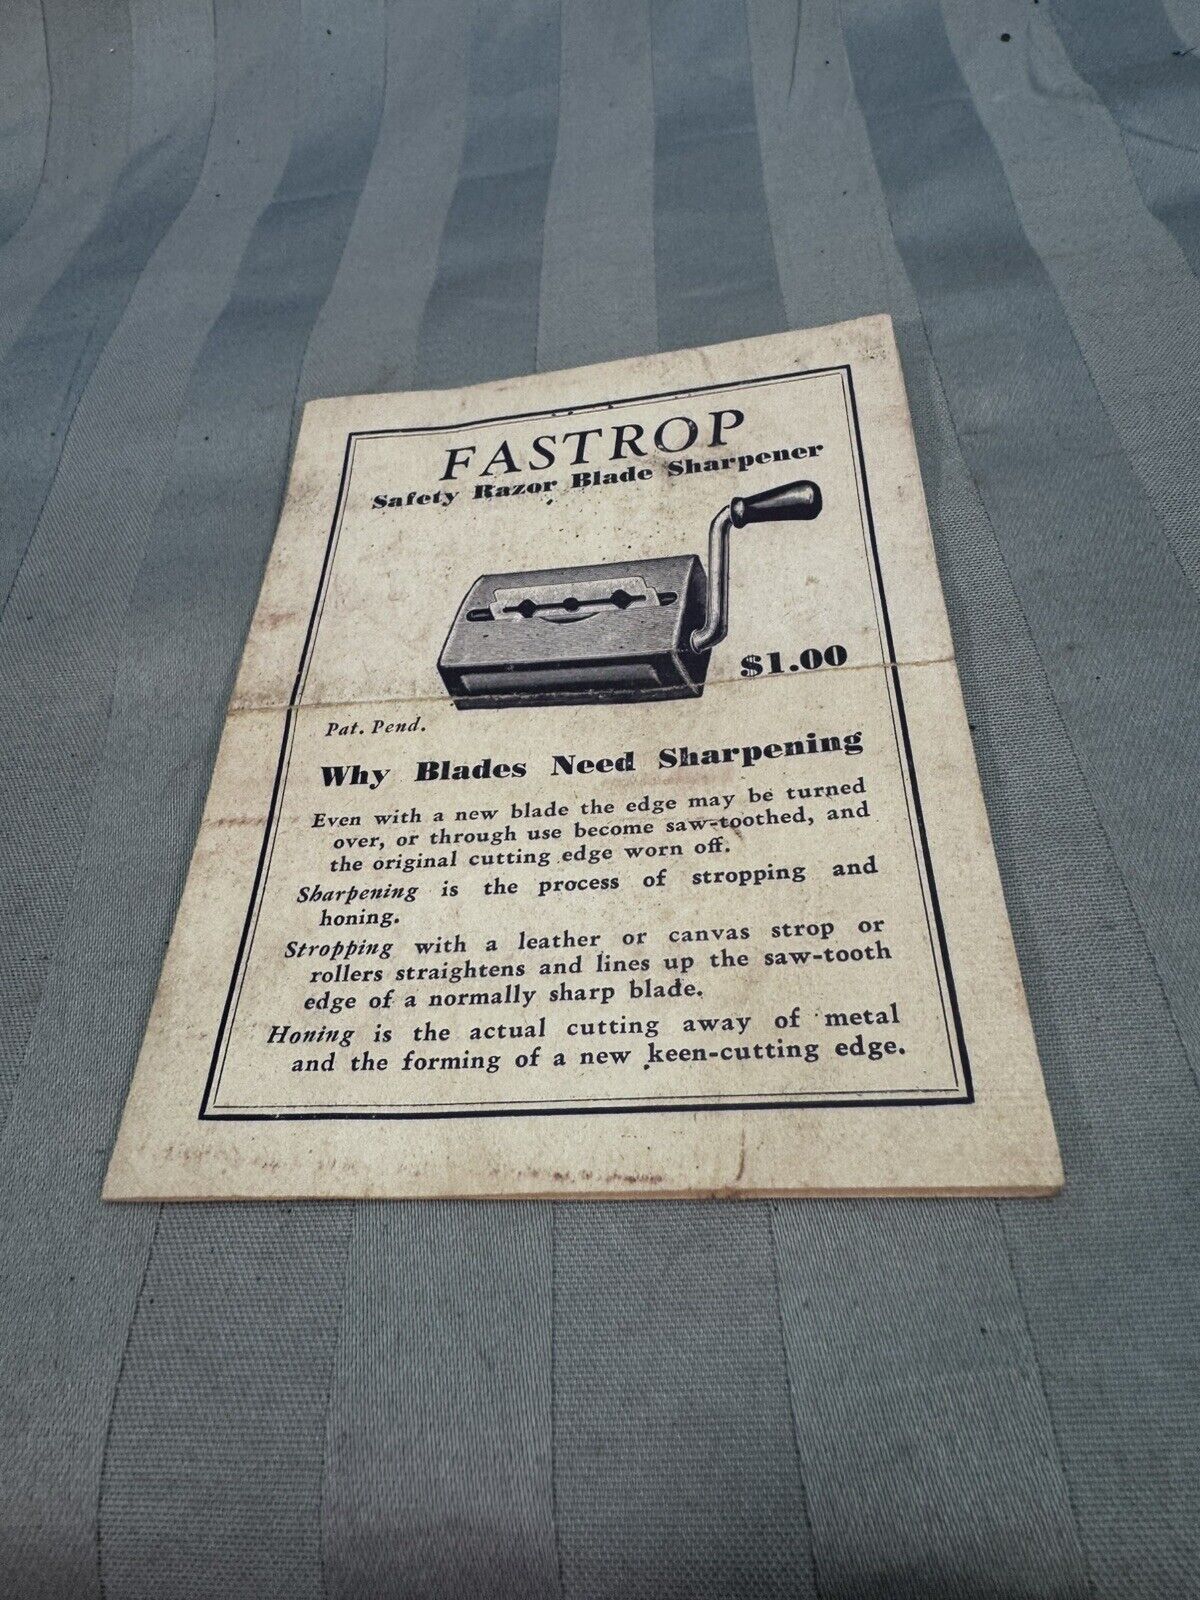 FASTROP
Safety Razor Blade Sharpener
$1.00
Pat. Pend.
Why Blades Need Sharpening
Even with a new blade the edge may be turned
over, or through use become saw-toothed, and
the original cutting edge worn off.
Sharpening is the process of stropping and
honing.
Stropping with a leather or canvas strop or
rollers straightens and lines up the saw-tooth
edge of a normally sharp blade.
Honing is the actual cutting away of metal
and the forming of a new keen-cutting edge.